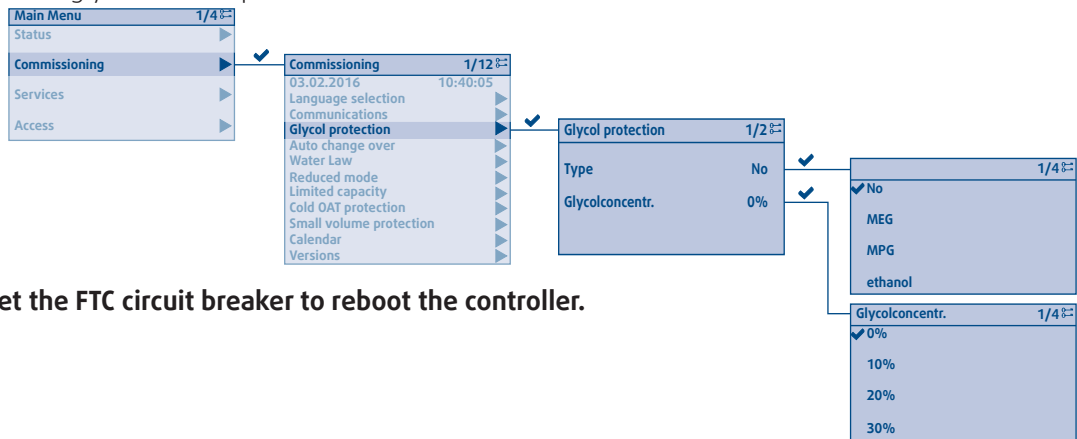 Main Menu 1/4
Status
Commissioning
Services
Access
Commissioning 1/12
03.02.2016 10:40:05
Language selection
Communications
Glycol protection
Auto change over
Water Law
Reduced mode
Limited capacity
Cold OAT protection
Small volume protection
Calendar
Versions
Glycol protection 1/2
Type No
Glycolconcentr. 0%
1/4
No
MEG
MPG
ethanol
et the FTC circuit breaker to reboot the controller.
Glycolconcentr. 1/4
0%
10%
20%
30%